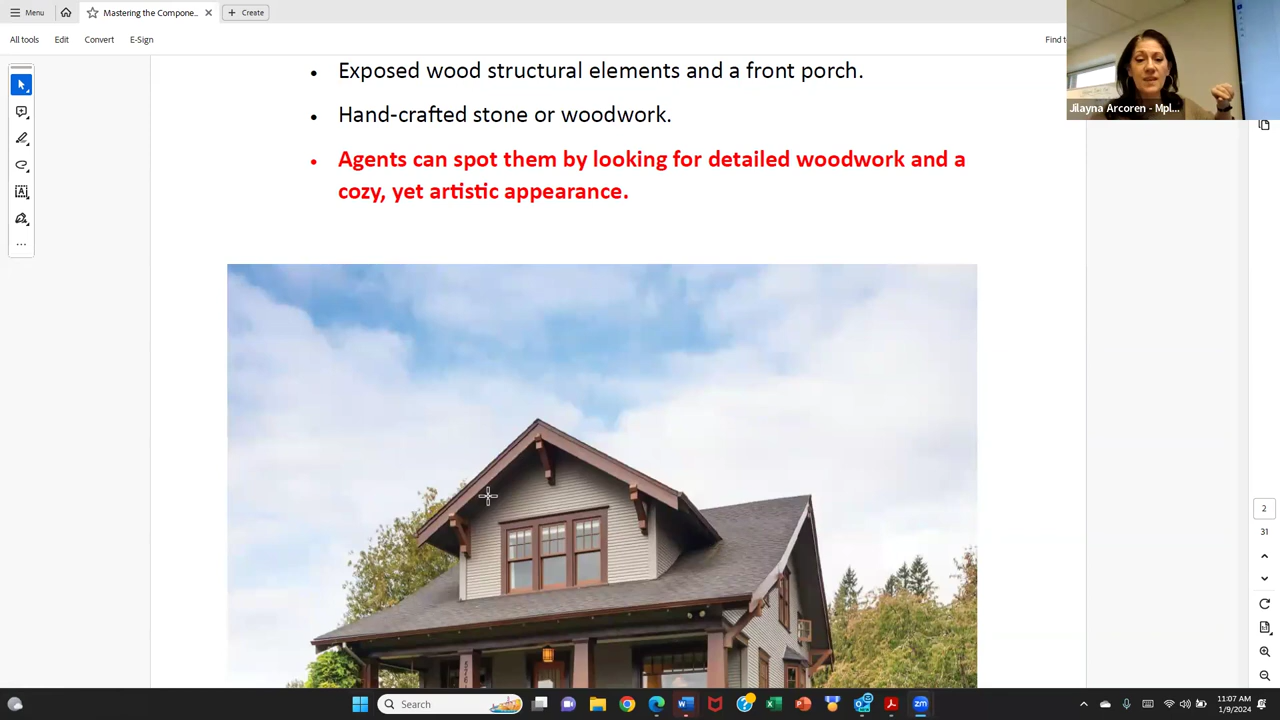 Menu
Mastering the Compone...
Create
All tools
Edit
Convert
E-Sign
Find
Exposed wood structural elements and a front porch.
Hand-crafted stone or woodwork.
Agents can spot them by looking for detailed woodwork and a
cozy, yet artistic appearance.
Jilayna Arcoren - Mpl...
2
31
Search
11:07 AM
1/9/2024